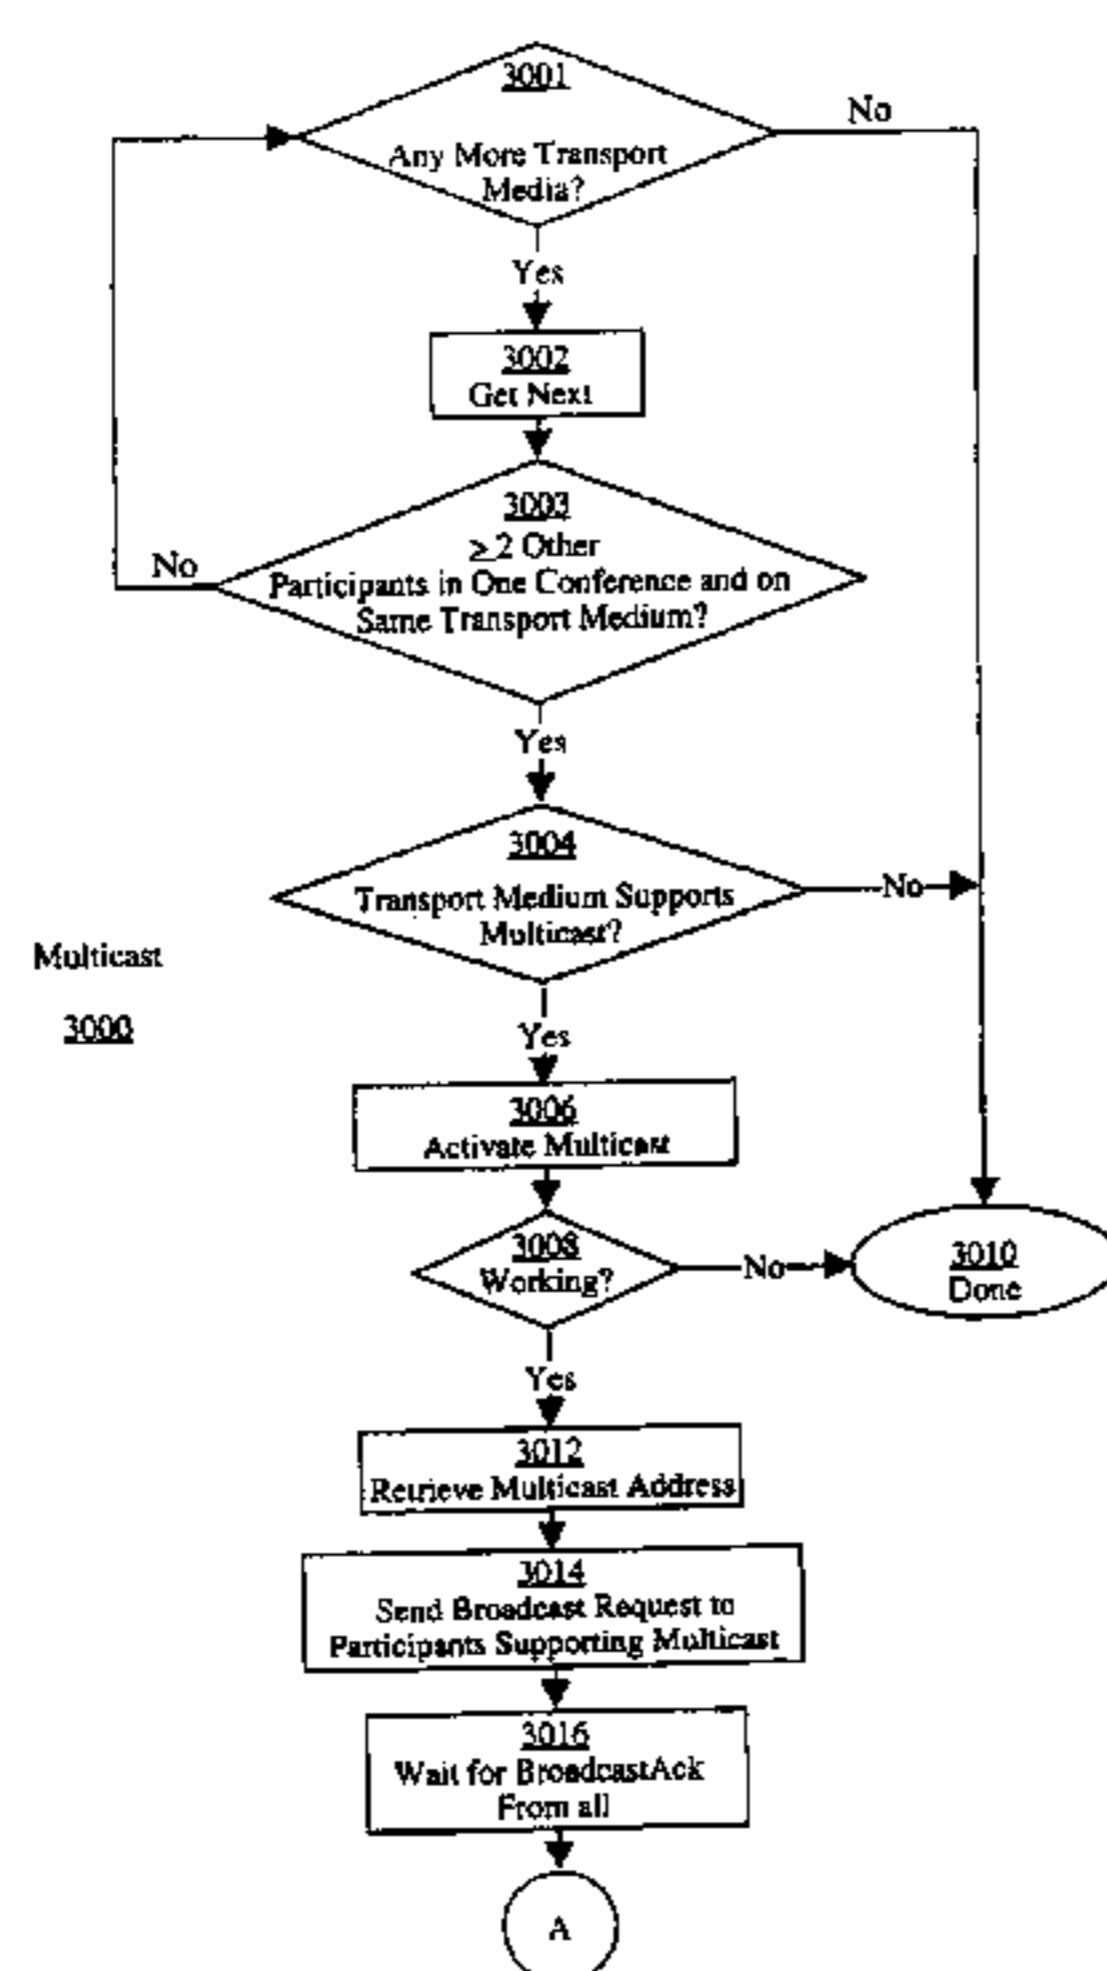 3001
No
Any More Transport
Media?
Yes
3002
Get Next
3003
≥ 2 Other
No
Participants in One Conference and on
Same Transport Medium?
Yes
3004
No
Transport Medium Supports
Multicast?
Multicast
3000
Yes
3006
Activate Multicast
3008
Working?
No
3010
Done
Yes
3012
Retrieve Multicast Address
3014
Send Broadcast Request to
Participants Supporting Multicast
3016
Wait for BroadcastAck
From all
A